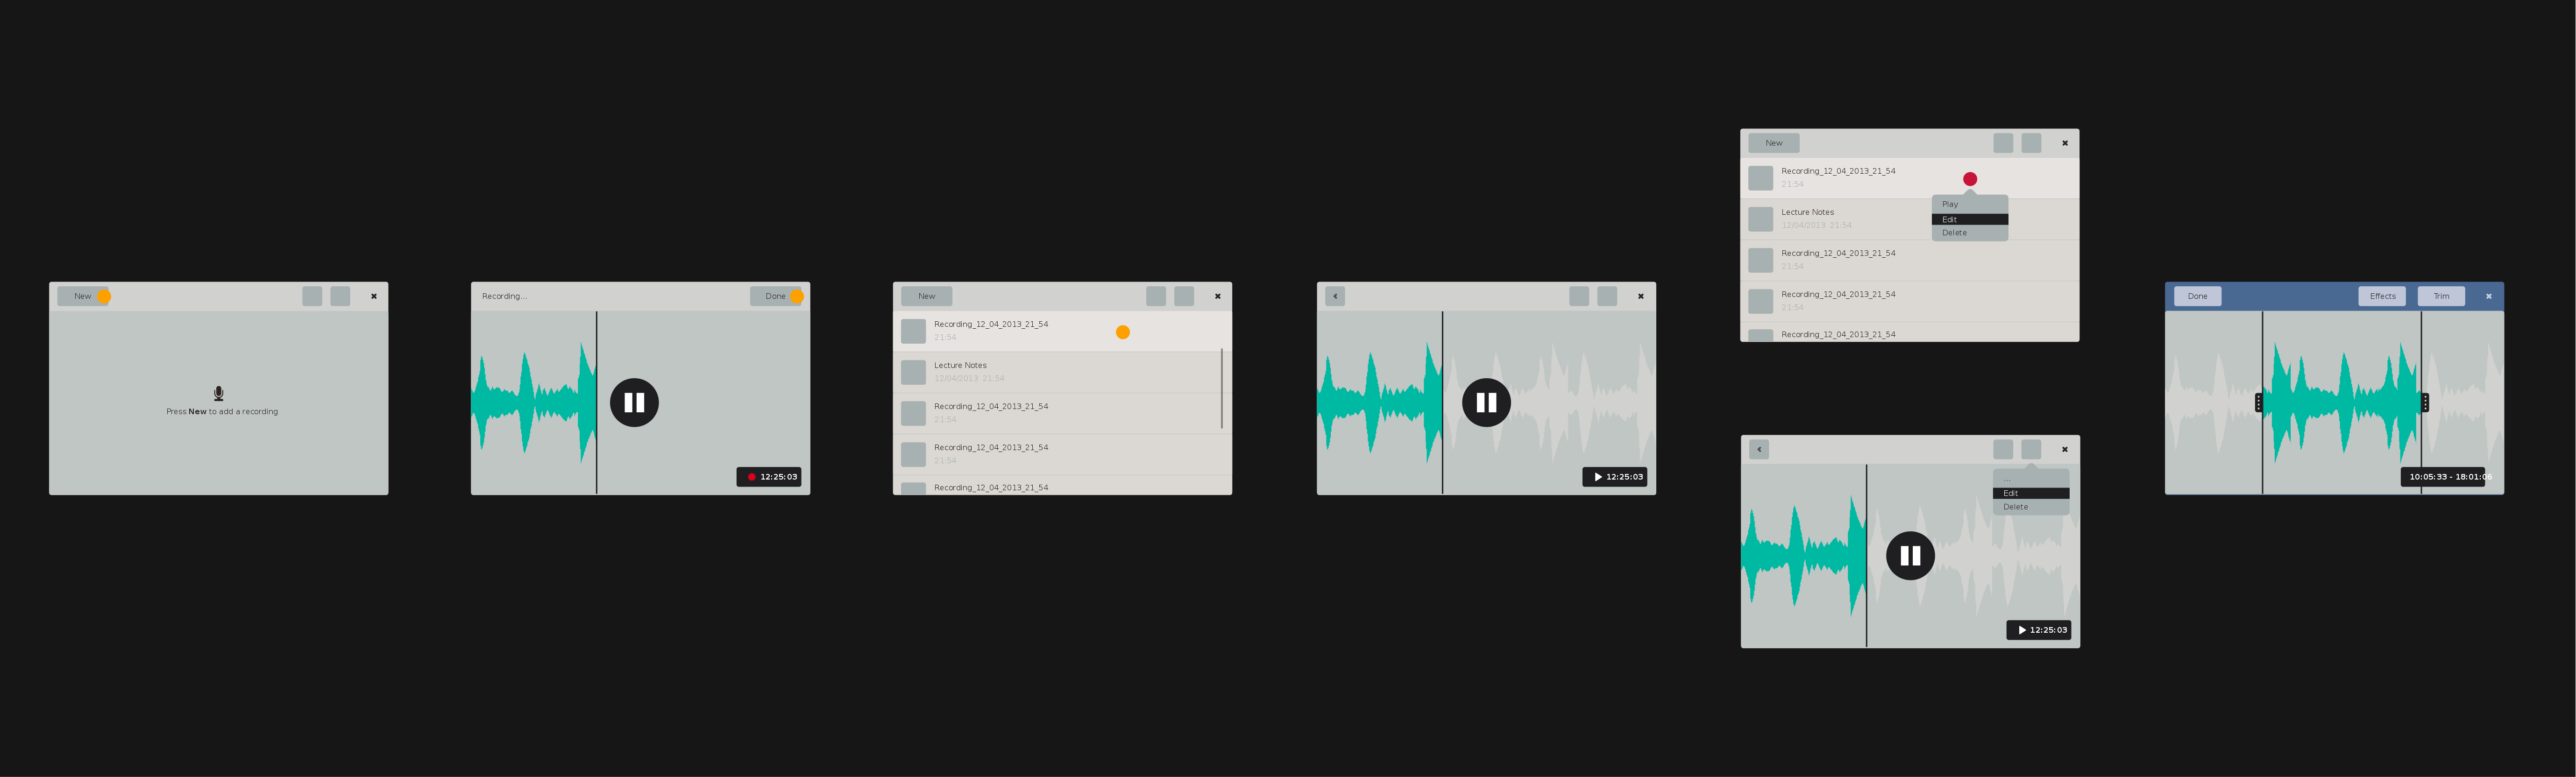 New
Press New to add a recording
Recording...
Done
12:25:03
New
Recording_12_04_2013_21_54
21:54
Lecture Notes
12/04/2013 21:54
Recording_12_04_2013_21_54
21:54
Recording_12_04_2013_21_54
21:54
Recording_12_04_2013_21_54
12:25:03
New
Recording_12_04_2013_21_54
21:54
Play
Edit
Delete
Lecture Notes
12/04/2013 21:54
Recording_12_04_2013_21_54
21:54
Recording_12_04_2013_21_54
21:54
Recording_12_04_2013_21_54
...
Edit
Delete
12:25:03
Done
Effects
Trim
10:05:33 - 18:01:06